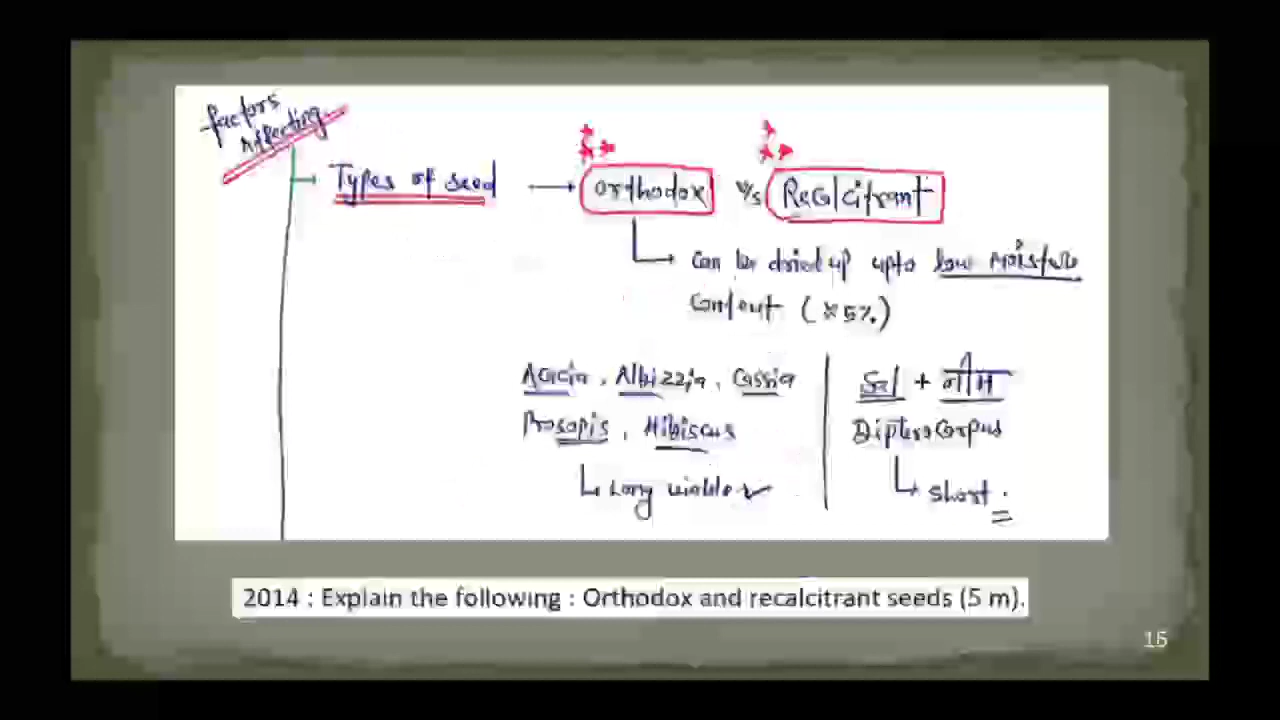 factors
Affecting
Types of seed → Orthodox v/s Recalcitrant
Can be dried up upto low moisture
Content (×5%)
Acacia, Albizzia, Cassia
Prosopis, Hibiscus
Long viable
Sal + नीम
Dipterocarpus
short
2014 : Explain the following : Orthodox and recalcitrant seeds (5 m).
15